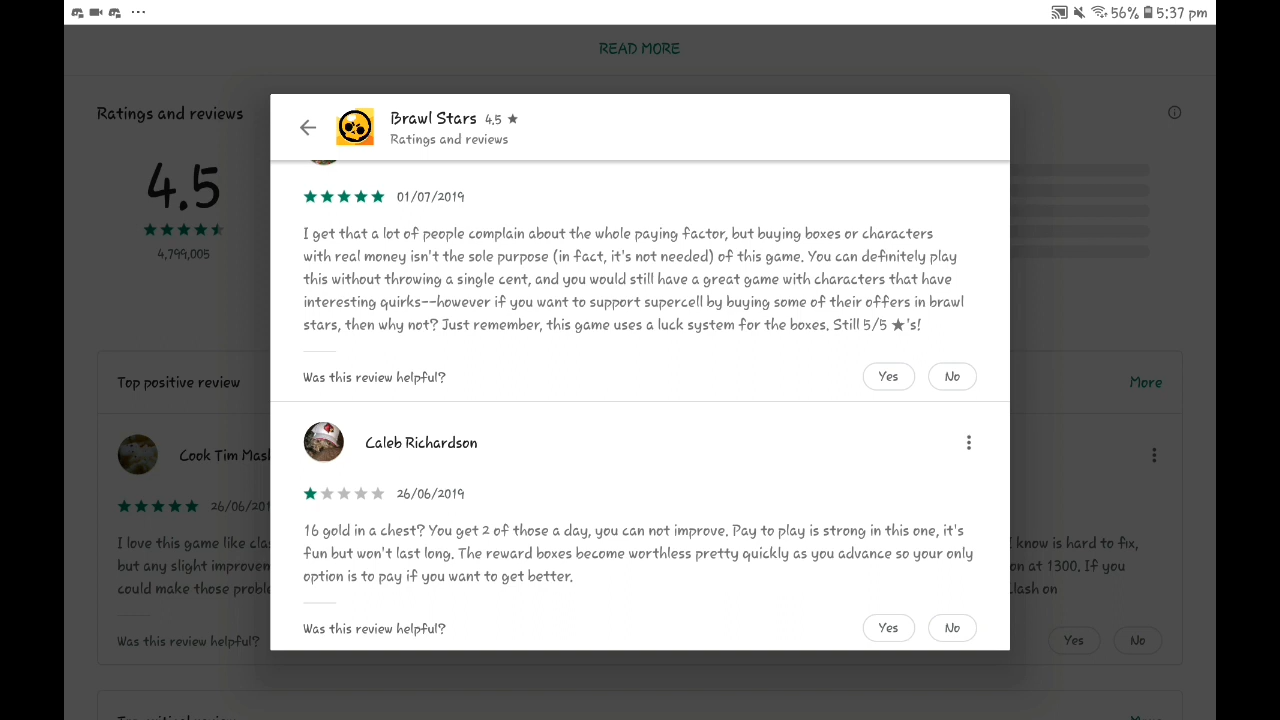 56% 5:37 pm
READ MORE
Ratings and reviews
4.5
4,799,005
Brawl Stars 4.5 ★
Ratings and reviews
01/07/2019
I get that a lot of people complain about the whole paying factor, but buying boxes or characters
with real money isn't the sole purpose (in fact, it's not needed) of this game. You can definitely play
this without throwing a single cent, and you would still have a great game with characters that have
interesting quirks--however if you want to support supercell by buying some of their offers in brawl
stars, then why not? Just remember, this game uses a luck system for the boxes. Still 5/5 ★'s!
Was this review helpful? Yes No
Caleb Richardson
26/06/2019
16 gold in a chest? You get 2 of those a day, you can not improve. Pay to play is strong in this one, it's
fun but won't last long. The reward boxes become worthless pretty quickly as you advance so your only
option is to pay if you want to get better.
Was this review helpful? Yes No
Top positive review More
Cook Tim
26/06/
I love this game like I know is hard to fix,
but any slight on at 1300. If you
could make those on
Was this review helpful? Yes No